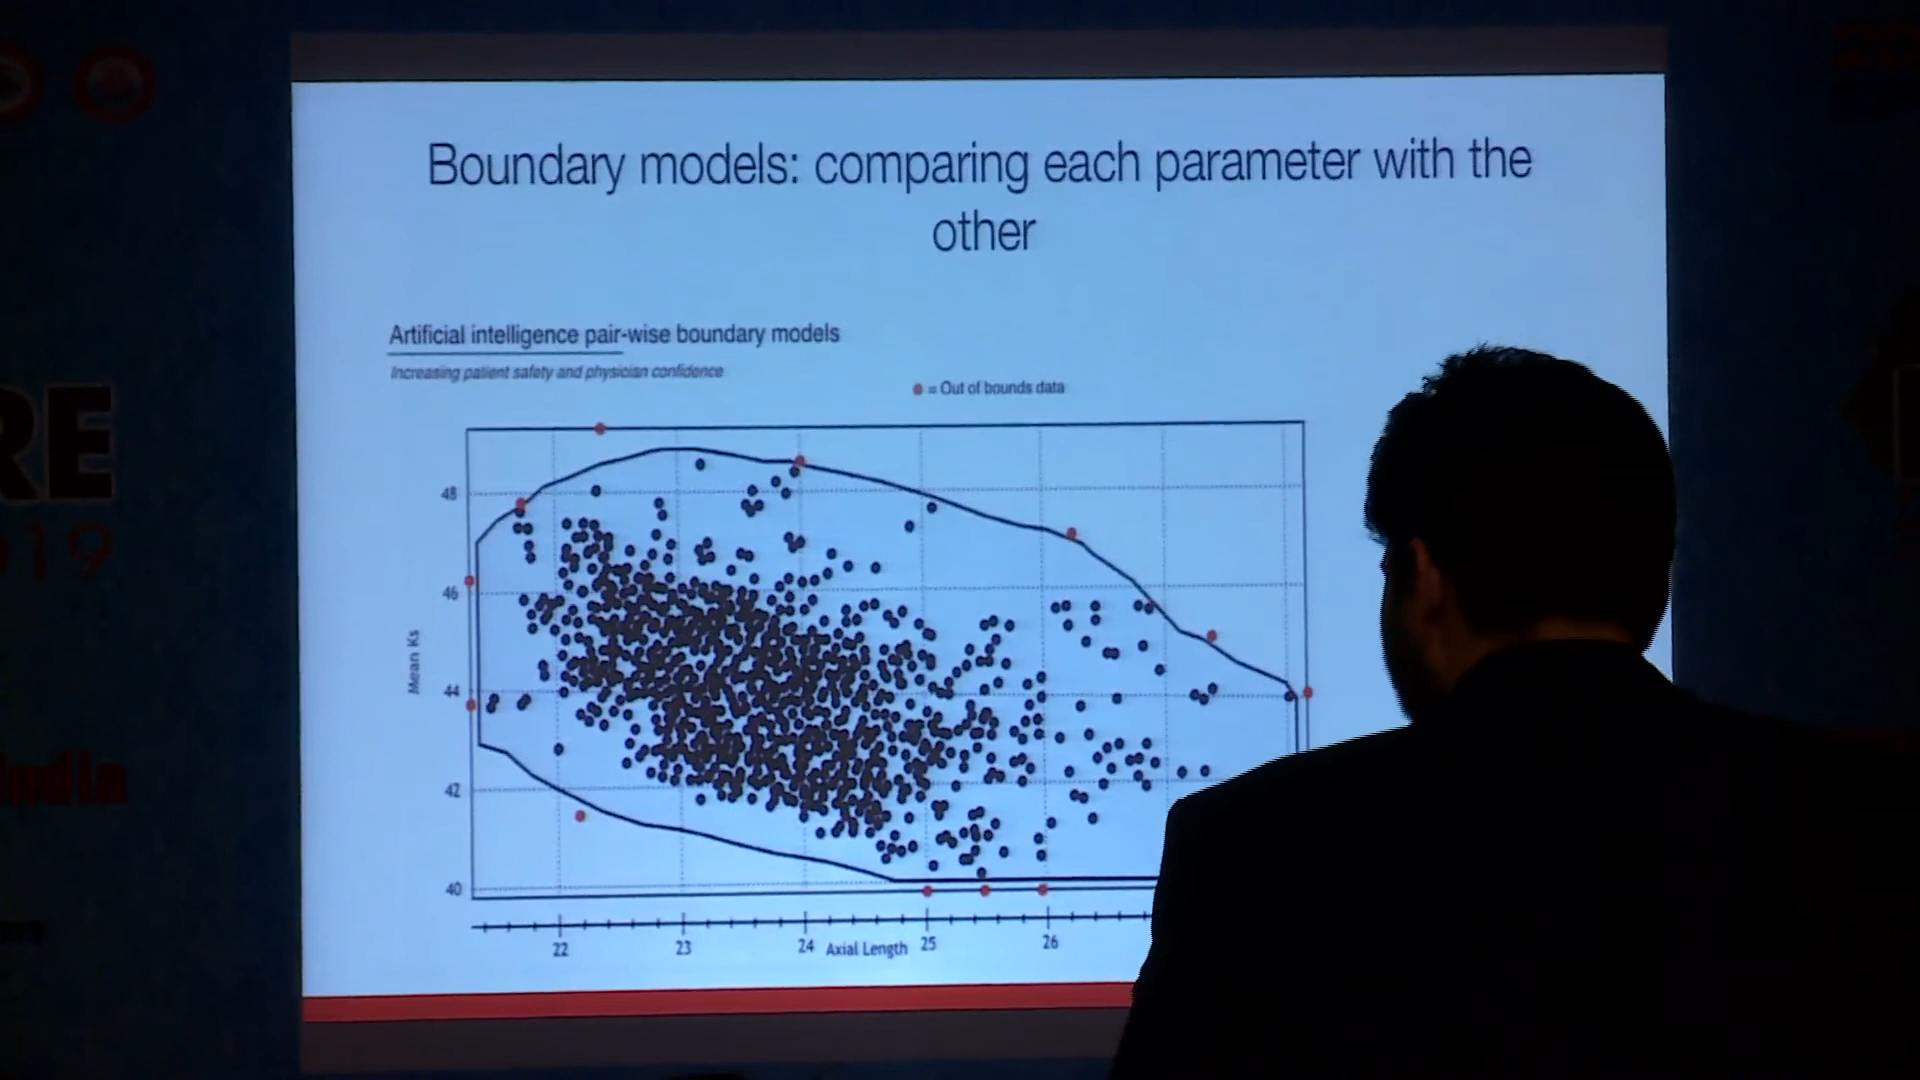 Boundary models: comparing each parameter with the
other
Artificial intelligence pair-wise boundary models
Increasing patient safety and physician confidence
= Out of bounds data
48
46
44
42
40
Mean Ks
22
23
24
Axial Length
25
26
RE
19
India